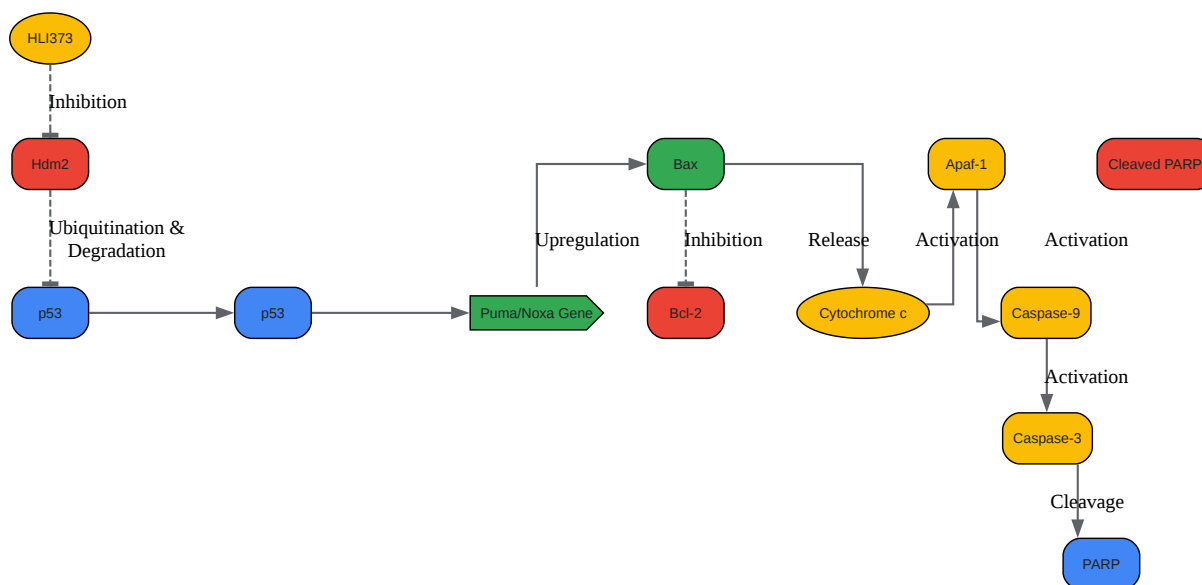 HLI373
Inhibition
Hdm2
Bax
Apaf-1
Cleaved PARP
Ubiquitination &
Degradation
Upregulation
Inhibition
Release
Activation
Activation
p53
p53
Puma/Noxa Gene
Bcl-2
Cytochrome c
Caspase-9
Activation
Caspase-3
Cleavage
PARP